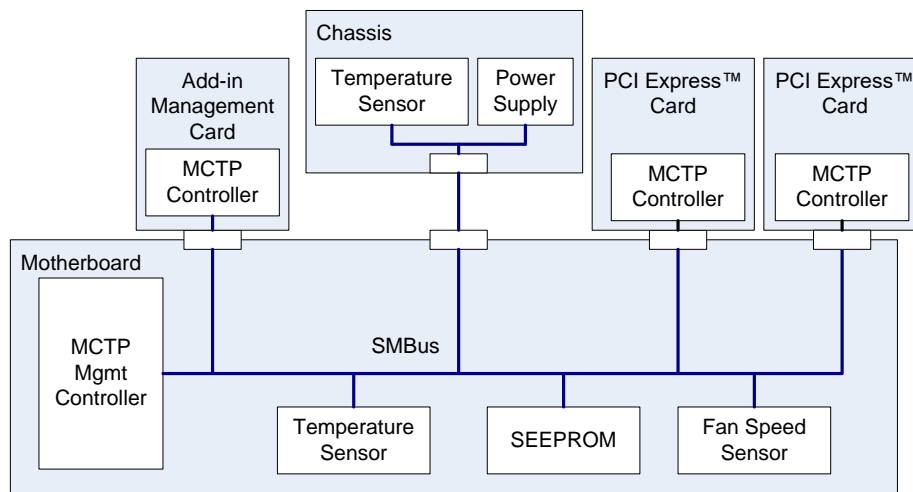 Chassis
Temperature
Sensor
Power
Supply
Add-in
Management
Card
MCTP
Controller
PCI Express™
Card
MCTP
Controller
PCI Express™
Card
MCTP
Controller
Motherboard
MCTP
Mgmt
Controller
SMBus
Temperature
Sensor
SEEPROM
Fan Speed
Sensor